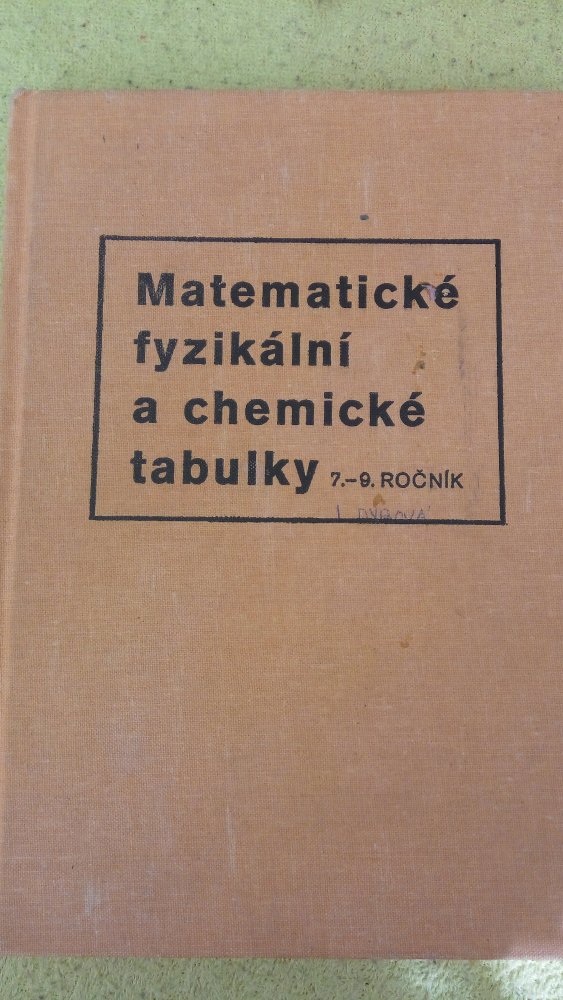 Matematické
fyzikální
a chemické
tabulky 7.-9. ROČNÍK